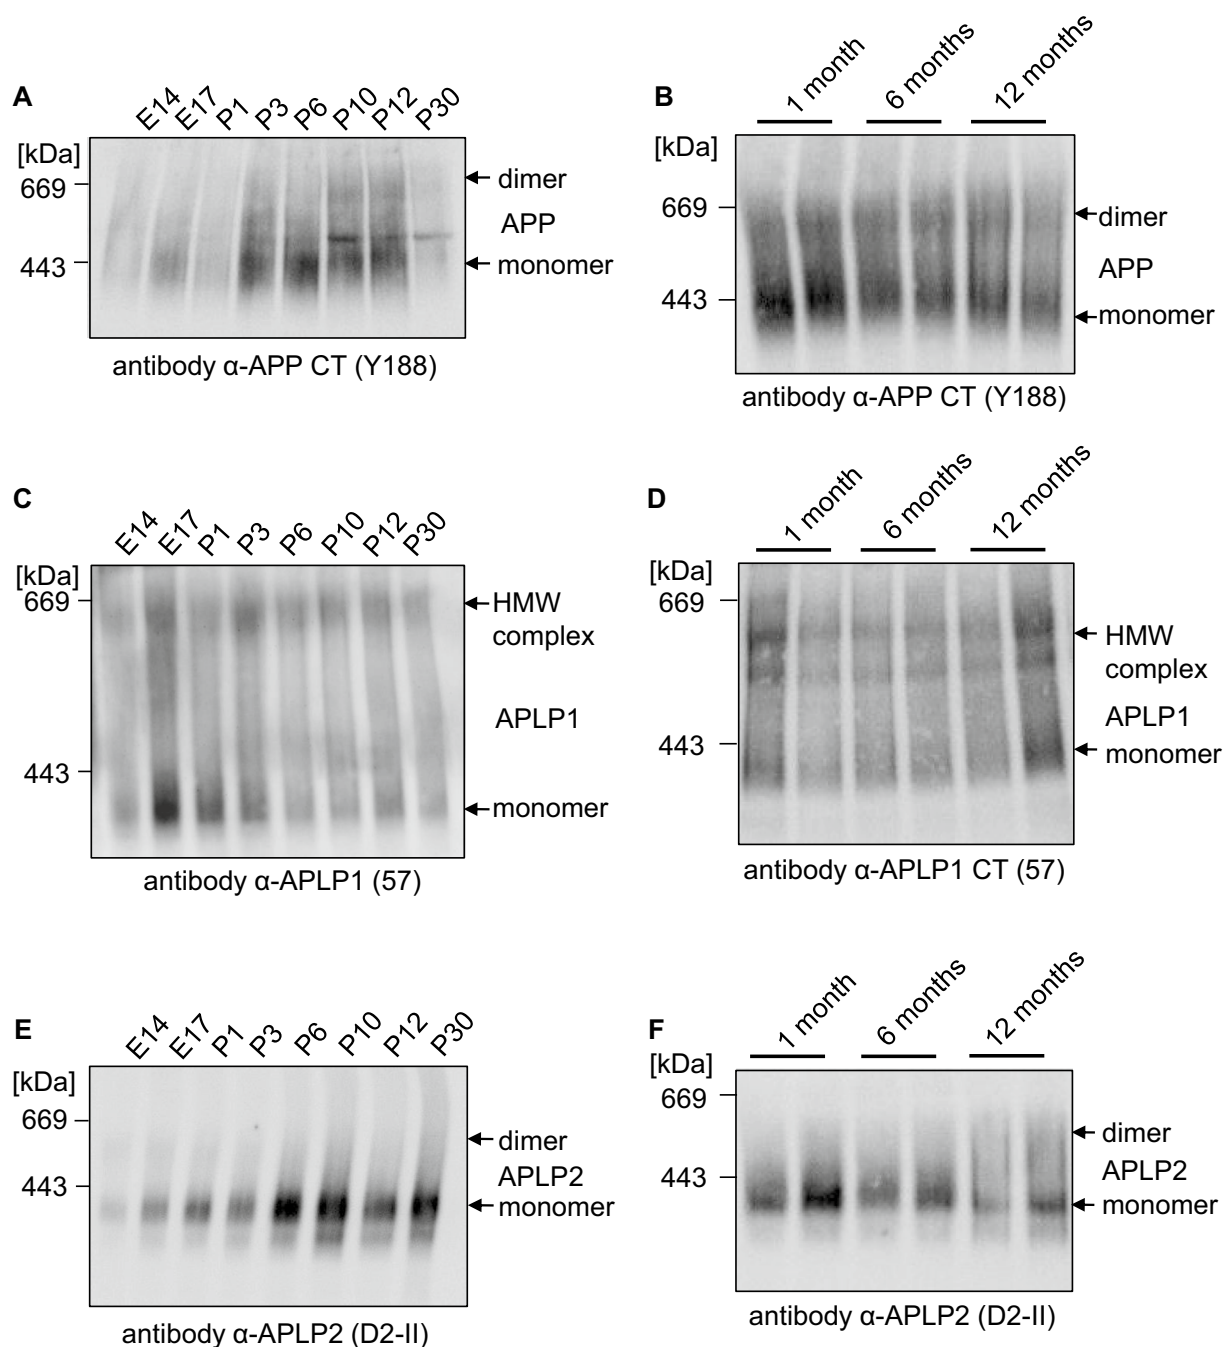 A
E14 E17 P1 P3 P6 P10 P12 P30
[kDa]
669
443
dimer
APP
monomer
antibody α-APP CT (Y188)
B
1 month 6 months 12 months
[kDa]
669
443
dimer
APP
monomer
antibody α-APP CT (Y188)
C
E14 E17 P1 P3 P6 P10 P12 P30
[kDa]
669
443
HMW
complex
APLP1
monomer
antibody α-APLP1 (57)
D
1 month 6 months 12 months
[kDa]
669
443
HMW
complex
APLP1
monomer
antibody α-APLP1 CT (57)
E
E14 E17 P1 P3 P6 P10 P12 P30
[kDa]
669
443
dimer
APLP2
monomer
antibody α-APLP2 (D2-II)
F
1 month 6 months 12 months
[kDa]
669
443
dimer
APLP2
monomer
antibody α-APLP2 (D2-II)